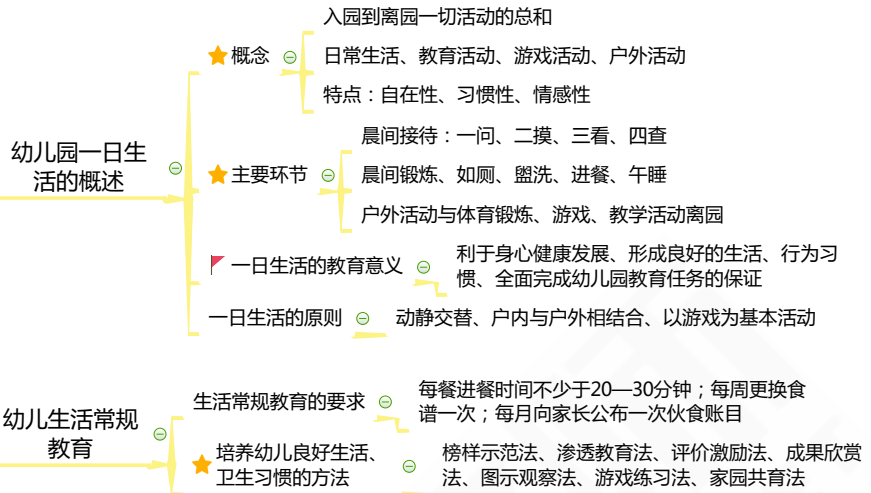 幼儿园一日生
活的概述
概念
入园到离园一切活动的总和
日常生活、教育活动、游戏活动、户外活动
特点：自在性、习惯性、情感性
主要环节
晨间接待：一问、二摸、三看、四查
晨间锻炼、如厕、盥洗、进餐、午睡
户外活动与体育锻炼、游戏、教学活动离园
一日生活的教育意义
利于身心健康发展、形成良好的生活、行为习
惯、全面完成幼儿园教育任务的保证
一日生活的原则
动静交替、户内与户外相结合、以游戏为基本活动
幼儿生活常规
教育
生活常规教育的要求
每餐进餐时间不少于20—30分钟；每周更换食
谱一次；每月向家长公布一次伙食账目
培养幼儿良好生活、
卫生习惯的方法
榜样示范法、渗透教育法、评价激励法、成果欣赏
法、图示观察法、游戏练习法、家园共育法